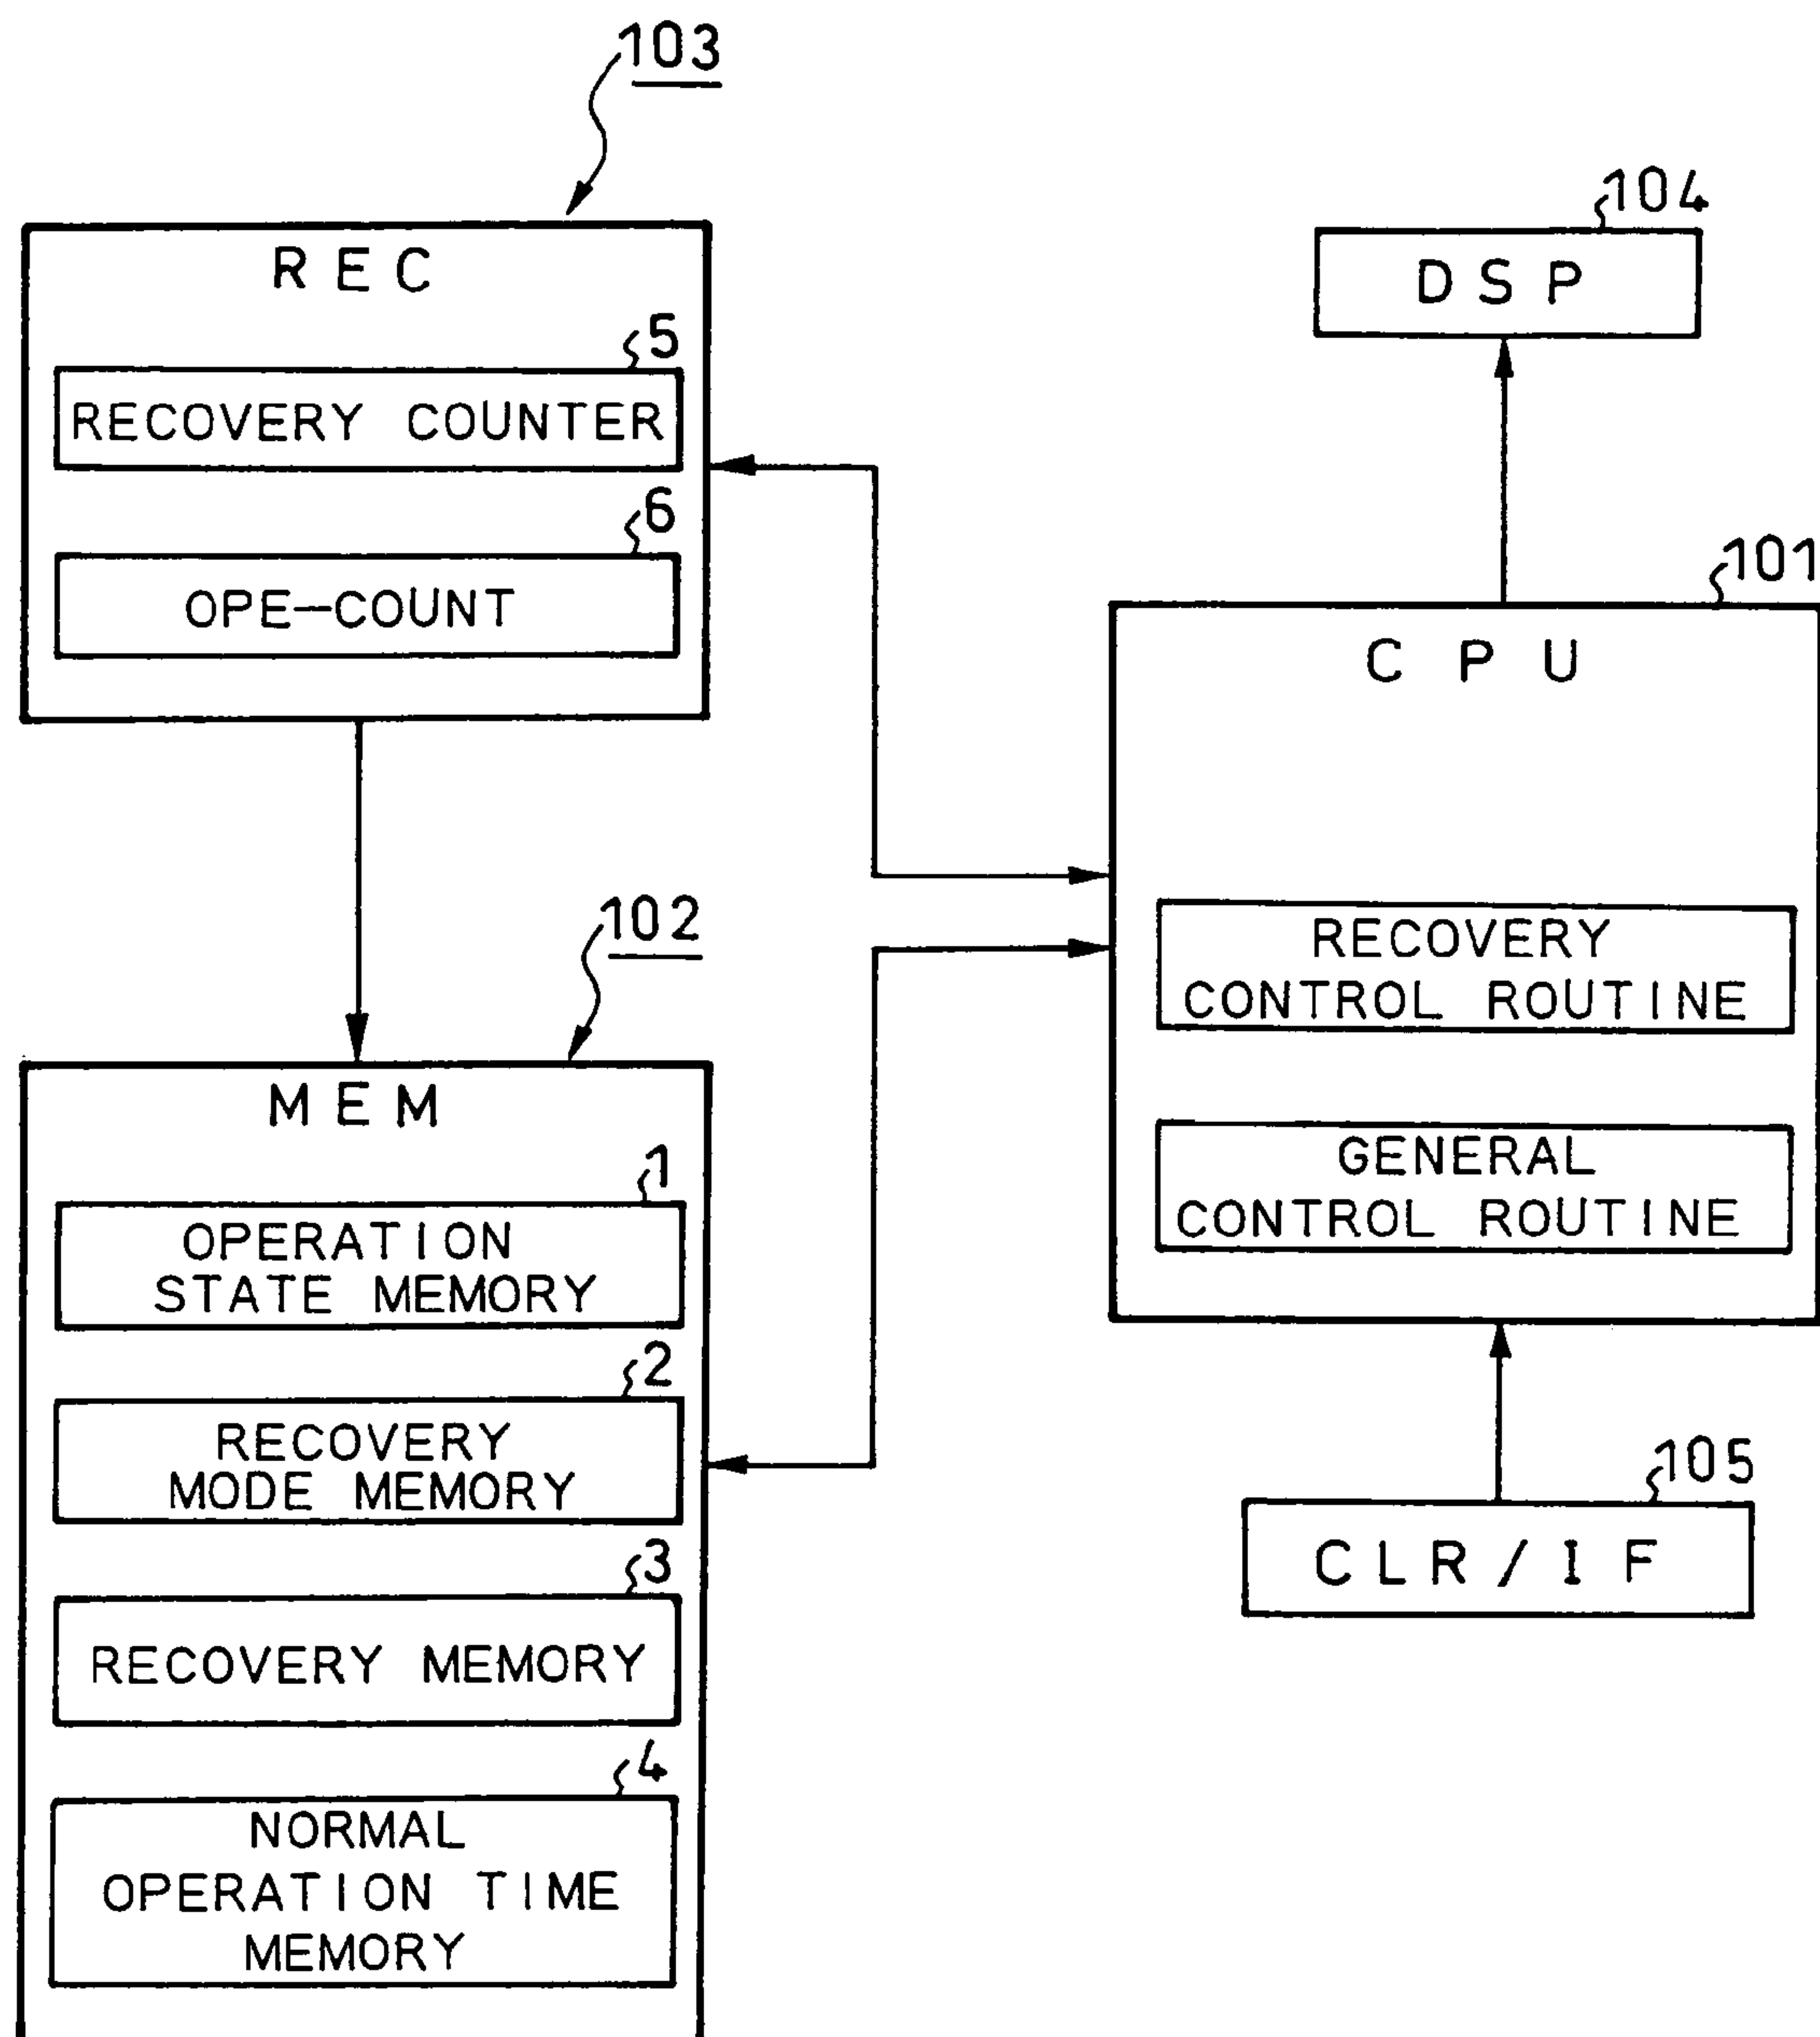 103
REC
5
RECOVERY COUNTER
6
OPE-COUNT
104
DSP
101
CPU
RECOVERY
CONTROL ROUTINE
GENERAL
CONTROL ROUTINE
102
MEM
1
OPERATION
STATE MEMORY
2
RECOVERY
MODE MEMORY
3
RECOVERY MEMORY
4
NORMAL
OPERATION TIME
MEMORY
105
CLR/IF